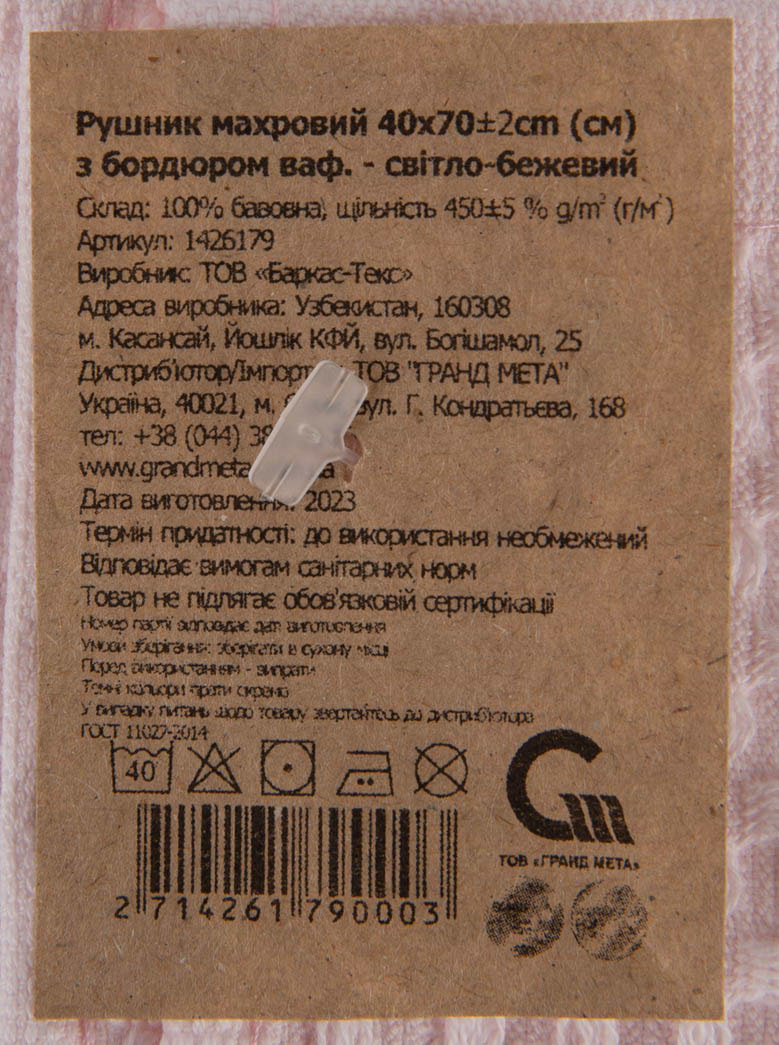 Рушник махровий 40х70±2cm (см)
з бордюром ваф. - світло-бежевий
Склад: 100% бавовна, щільність 450±5 % g/m² (г/м²)
Артикул: 1426179
Виробник: ТОВ «Баркас-Текс»
Адреса виробника: Узбекистан, 160308
м. Касансай, Йошлік КФЙ, вул. Богішамол, 25
ТОВ "ГРАНД МЕТА"
Україна, 40021, м. вул. Г. Кондратьєва, 168
тел: +38 (044) 38
www.grandmeta
Дата виготовлення: 2023
Термін придатності: до використання необмежений
Відповідає вимогам санітарних норм
Товар не підлягає обов'язковій сертифікації
Номер партії відповідає даті виготовлення
Умови зберігання: зберігати в сухому місці
Перед використанням - випрати
Темні кольори прати окремо
У випадку питань щодо товару звертайтесь до дистриб'ютора
ГОСТ 11027-2014
40
2 714261 790003
ТОВ «ГРАНД МЕТА»